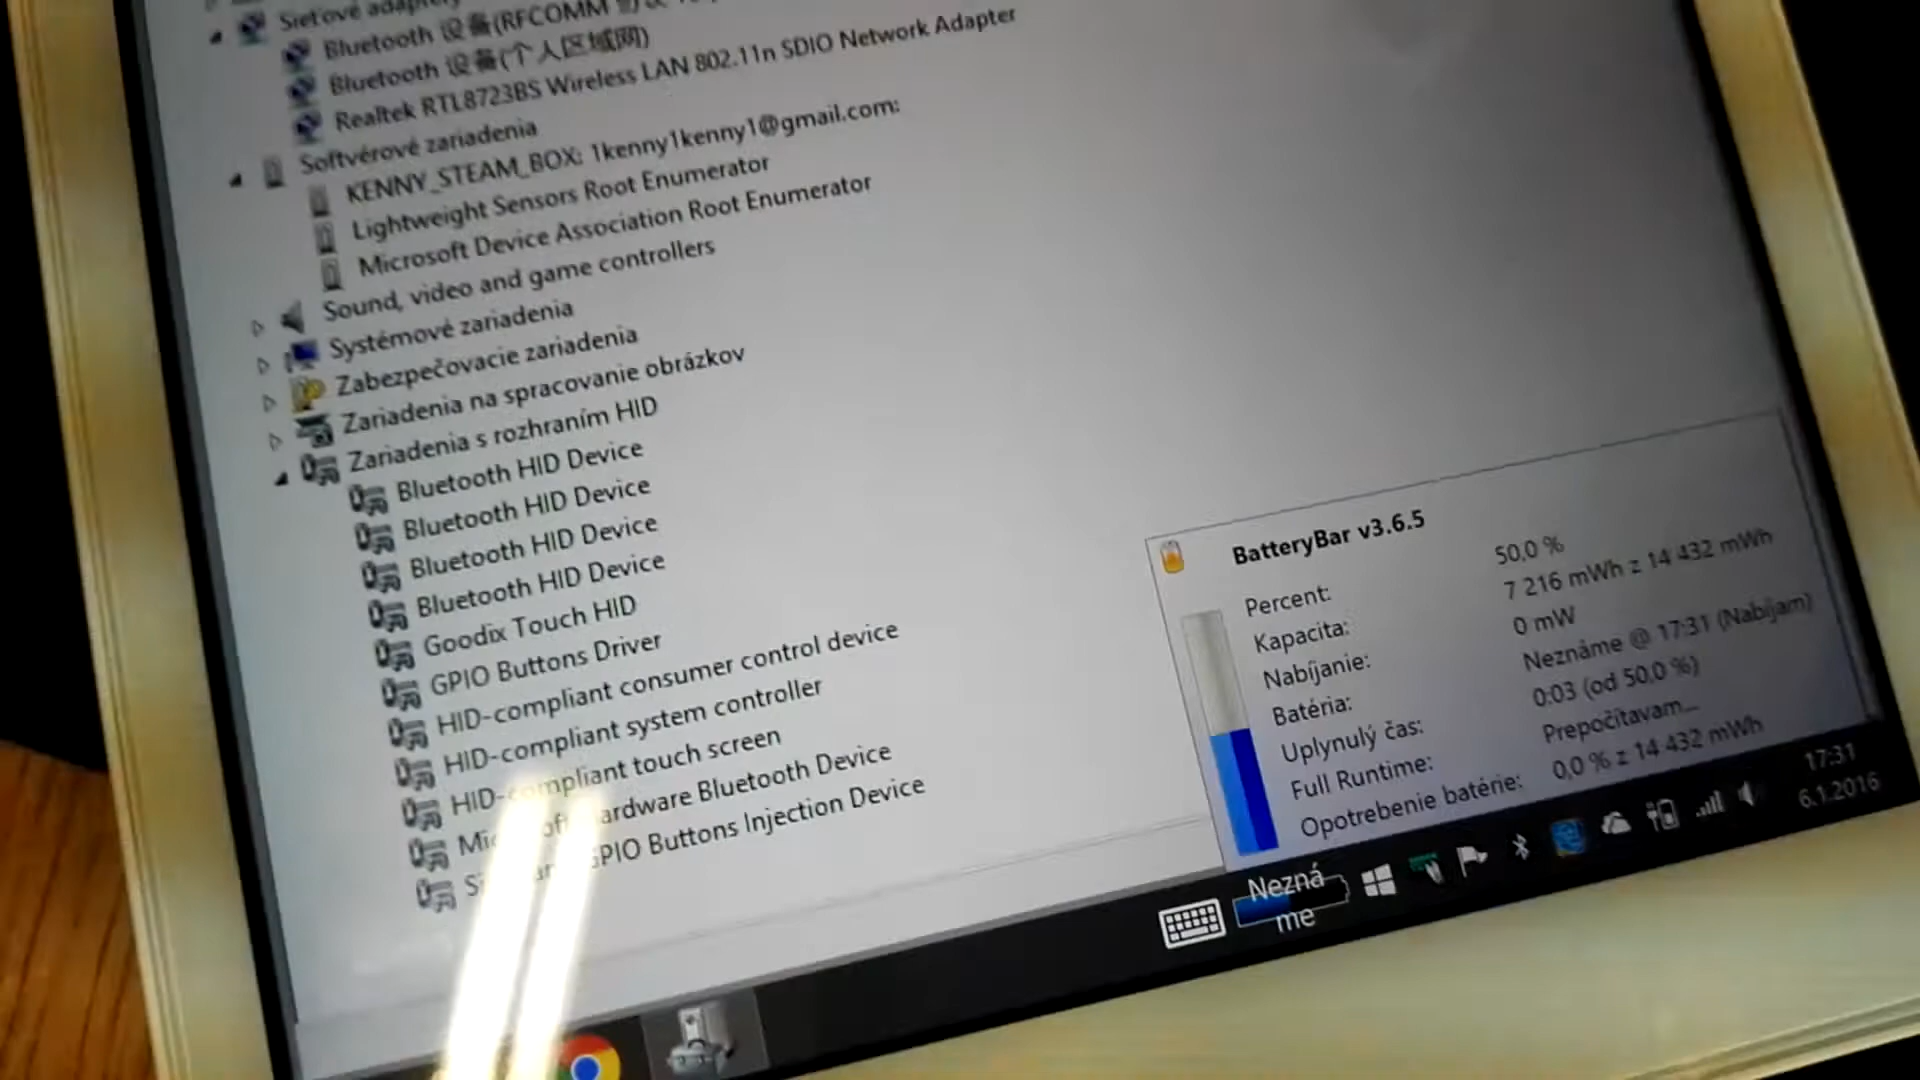 Sieťové adaptéry
Bluetooth 设备(RFCOMM 协议
Bluetooth 设备(个人区域网)
Realtek RTL8723BS Wireless LAN 802.11n SDIO Network Adapter
Softvérové zariadenia
KENNY_STEAM_BOX: 1kenny1kenny1@gmail.com:
Lightweight Sensors Root Enumerator
Microsoft Device Association Root Enumerator
Sound, video and game controllers
Systémové zariadenia
Zabezpečovacie zariadenia
Zariadenia na spracovanie obrázkov
Zariadenia s rozhraním HID
Bluetooth HID Device
Bluetooth HID Device
Bluetooth HID Device
Bluetooth HID Device
Goodix Touch HID
GPIO Buttons Driver
HID-compliant consumer control device
HID-compliant system controller
HID-compliant touch screen
Microsoft Hardware Bluetooth Device
GPIO Buttons Injection Device
BatteryBar v3.6.5
Percent: 50,0 %
Kapacita: 7 216 mWh z 14 432 mWh
Nabíjanie: 0 mW
Batéria: Neznáme @ 17:31 (Nabíjam)
Uplynulý čas: 0:03 (od 50,0 %)
Full Runtime: Prepočítavam...
Opotrebenie batérie: 0,0 % z 14 432 mWh
Nezná
me
17:31
6.1.2016